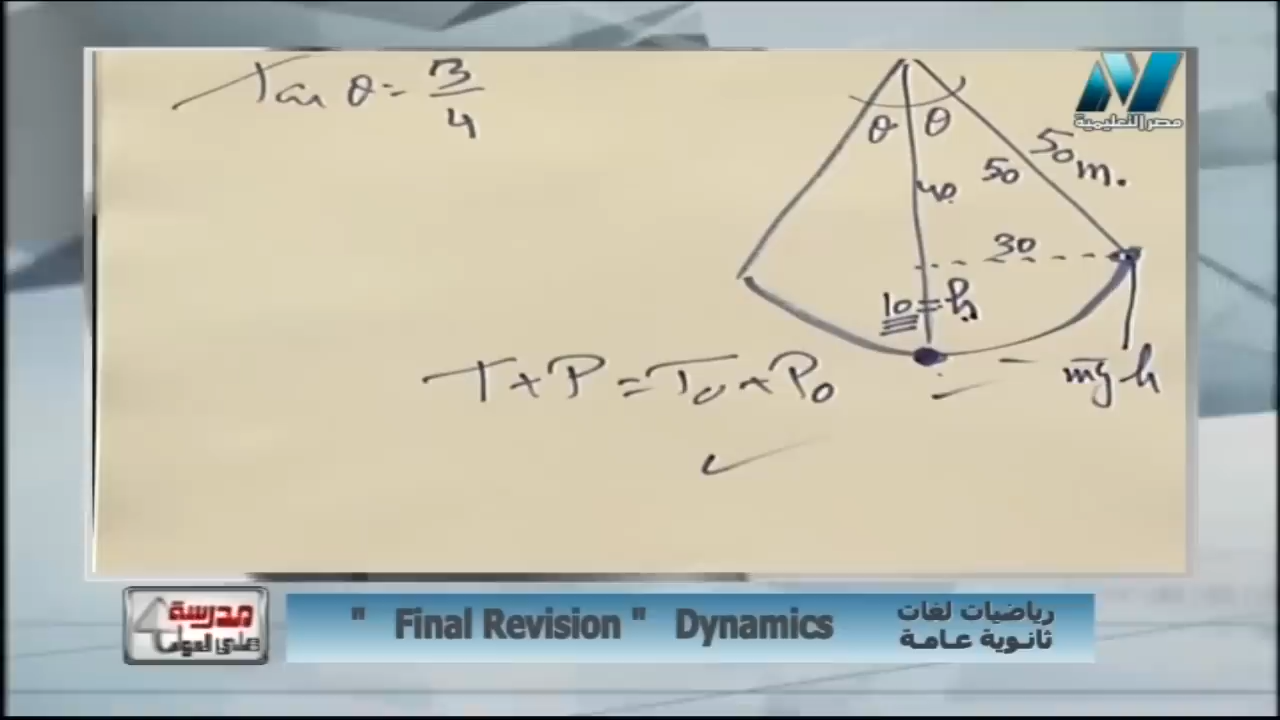 Tan θ = 3/4
θ θ
50 m.
50
40
30
10 = h
mgh
T + P = T₀ + P₀
مصر التعليمية
مدرسة
على الهواء
" Final Revision " Dynamics
رياضيات لغات
ثانوية عامة